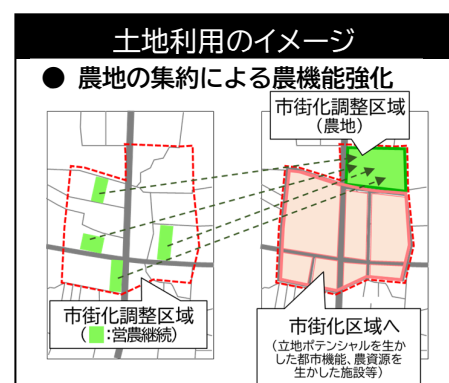 土地利用のイメージ
● 農地の集約による農機能強化
市街化調整区域
（農地）
市街化調整区域
（ :営農継続）
市街化区域へ
（立地ポテンシャルを生か
した都市機能、農資源を
生かした施設等）